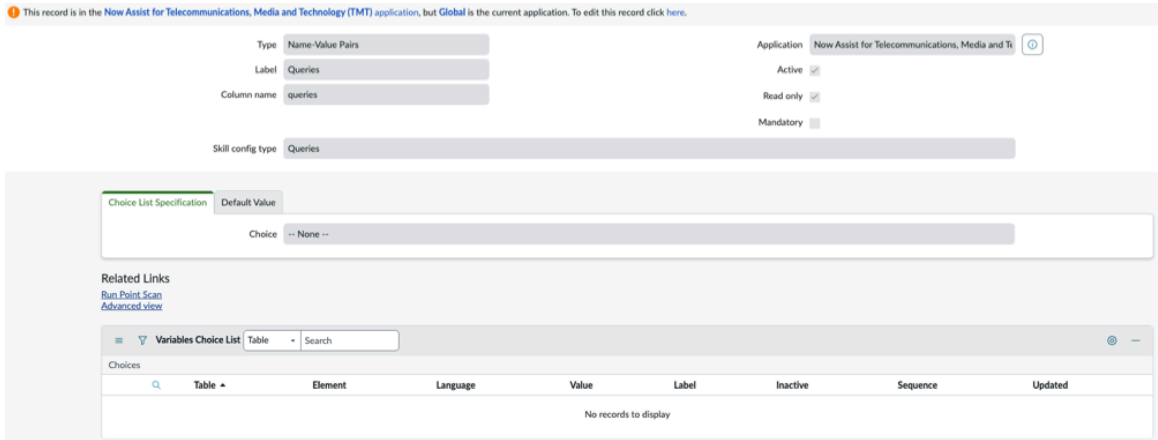 This record is in the Now Assist for Telecommunications, Media and Technology (TMT) application, but Global is the current application. To edit this record click here.
Type Name-Value Pairs
Application Now Assist for Telecommunications, Media and Te
Label Queries
Active
Column name queries
Read only
Mandatory
Skill config type Queries
Choice List Specification Default Value
Choice -- None --
Related Links
Run Point Scan
Advanced view
Variables Choice List Table Search
Choices
Table Element Language Value Label Inactive Sequence Updated
No records to display